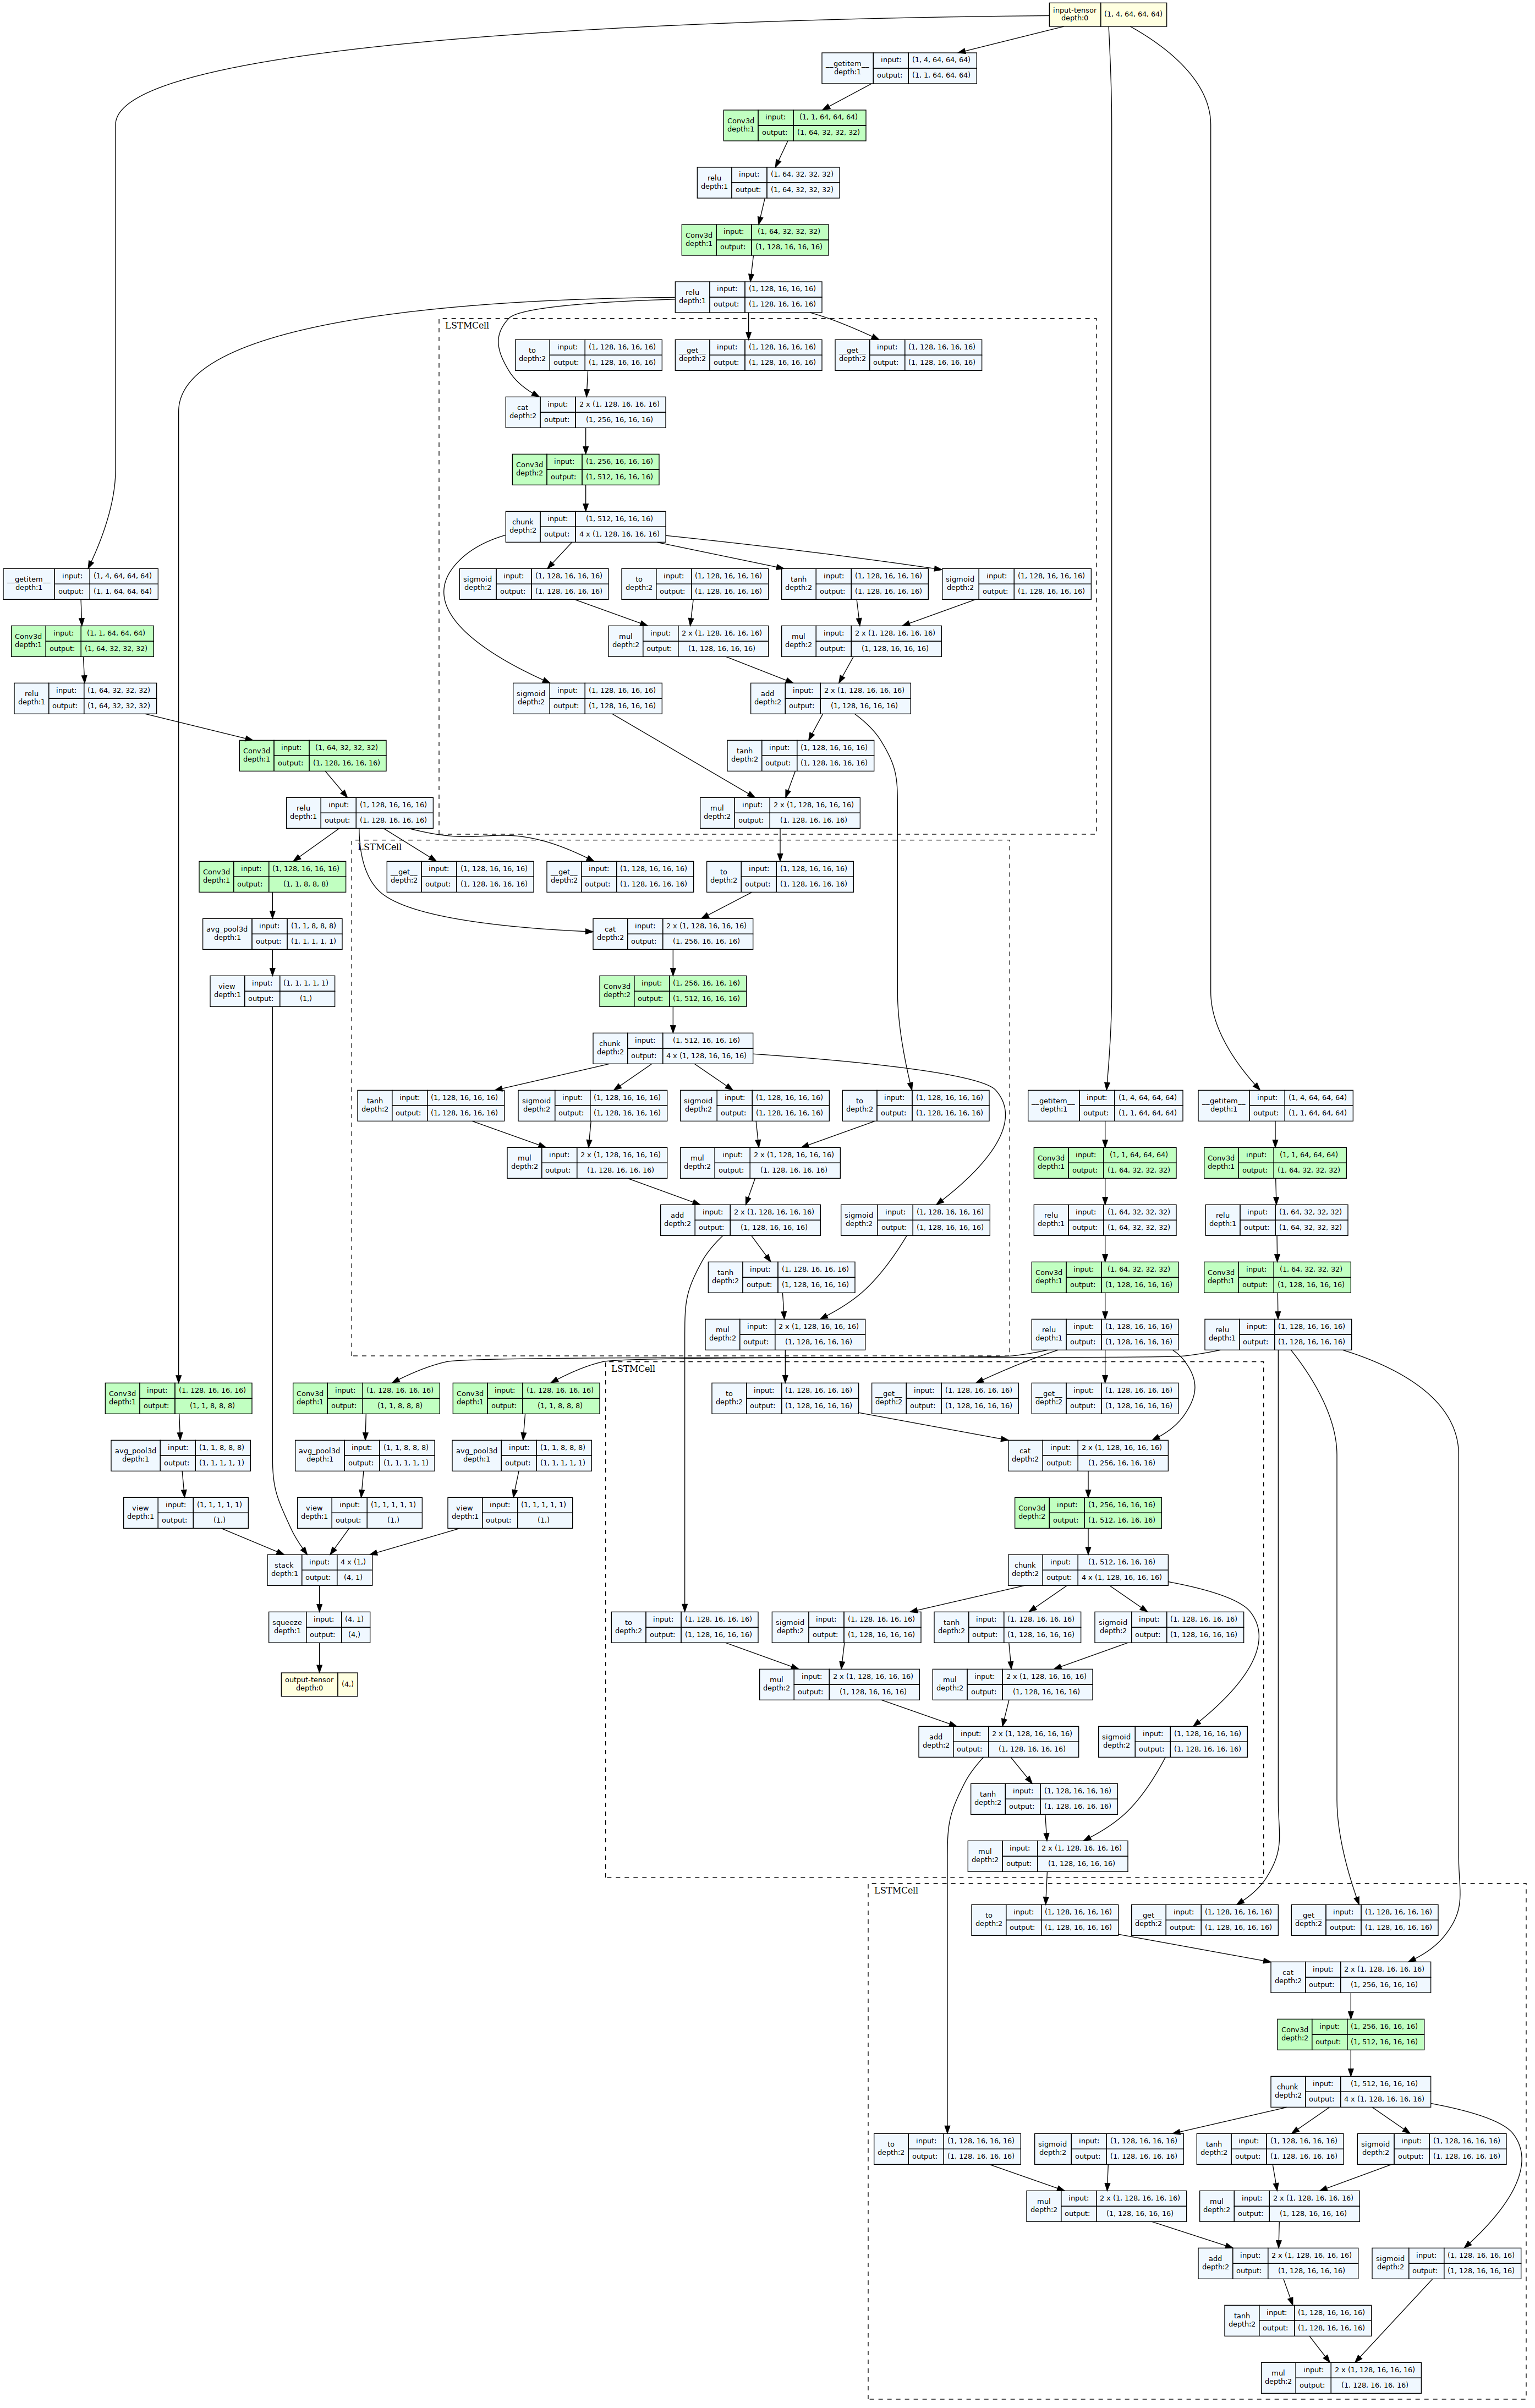 input-tensor
depth:0
(1, 4, 64, 64, 64)
__getitem__
depth:1
input: (1, 4, 64, 64, 64)
output: (1, 1, 64, 64, 64)
Conv3d
depth:1
input: (1, 1, 64, 64, 64)
output: (1, 64, 32, 32, 32)
relu
depth:1
input: (1, 64, 32, 32, 32)
output: (1, 64, 32, 32, 32)
Conv3d
depth:1
input: (1, 64, 32, 32, 32)
output: (1, 128, 16, 16, 16)
relu
depth:1
input: (1, 128, 16, 16, 16)
output: (1, 128, 16, 16, 16)
LSTMCell
to
depth:2
input: (1, 128, 16, 16, 16)
output: (1, 128, 16, 16, 16)
__get__
depth:2
input: (1, 128, 16, 16, 16)
output: (1, 128, 16, 16, 16)
__get__
depth:2
input: (1, 128, 16, 16, 16)
output: (1, 128, 16, 16, 16)
cat
depth:2
input: 2 x (1, 128, 16, 16, 16)
output: (1, 256, 16, 16, 16)
Conv3d
depth:2
input: (1, 256, 16, 16, 16)
output: (1, 512, 16, 16, 16)
chunk
depth:2
input: (1, 512, 16, 16, 16)
output: 4 x (1, 128, 16, 16, 16)
sigmoid
depth:2
input: (1, 128, 16, 16, 16)
output: (1, 128, 16, 16, 16)
to
depth:2
input: (1, 128, 16, 16, 16)
output: (1, 128, 16, 16, 16)
tanh
depth:2
input: (1, 128, 16, 16, 16)
output: (1, 128, 16, 16, 16)
sigmoid
depth:2
input: (1, 128, 16, 16, 16)
output: (1, 128, 16, 16, 16)
mul
depth:2
input: 2 x (1, 128, 16, 16, 16)
output: (1, 128, 16, 16, 16)
mul
depth:2
input: 2 x (1, 128, 16, 16, 16)
output: (1, 128, 16, 16, 16)
sigmoid
depth:2
input: (1, 128, 16, 16, 16)
output: (1, 128, 16, 16, 16)
add
depth:2
input: 2 x (1, 128, 16, 16, 16)
output: (1, 128, 16, 16, 16)
tanh
depth:2
input: (1, 128, 16, 16, 16)
output: (1, 128, 16, 16, 16)
mul
depth:2
input: 2 x (1, 128, 16, 16, 16)
output: (1, 128, 16, 16, 16)
__getitem__
depth:1
input: (1, 4, 64, 64, 64)
output: (1, 1, 64, 64, 64)
Conv3d
depth:1
input: (1, 1, 64, 64, 64)
output: (1, 64, 32, 32, 32)
relu
depth:1
input: (1, 64, 32, 32, 32)
output: (1, 64, 32, 32, 32)
Conv3d
depth:1
input: (1, 64, 32, 32, 32)
output: (1, 128, 16, 16, 16)
relu
depth:1
input: (1, 128, 16, 16, 16)
output: (1, 128, 16, 16, 16)
Conv3d
depth:1
input: (1, 128, 16, 16, 16)
output: (1, 1, 8, 8, 8)
avg_pool3d
depth:1
input: (1, 1, 8, 8, 8)
output: (1, 1, 1, 1, 1)
view
depth:1
input: (1, 1, 1, 1, 1)
output: (1,)
LSTMCell
__get__
depth:2
input: (1, 128, 16, 16, 16)
output: (1, 128, 16, 16, 16)
__get__
depth:2
input: (1, 128, 16, 16, 16)
output: (1, 128, 16, 16, 16)
to
depth:2
input: (1, 128, 16, 16, 16)
output: (1, 128, 16, 16, 16)
cat
depth:2
input: 2 x (1, 128, 16, 16, 16)
output: (1, 256, 16, 16, 16)
Conv3d
depth:2
input: (1, 256, 16, 16, 16)
output: (1, 512, 16, 16, 16)
chunk
depth:2
input: (1, 512, 16, 16, 16)
output: 4 x (1, 128, 16, 16, 16)
tanh
depth:2
input: (1, 128, 16, 16, 16)
output: (1, 128, 16, 16, 16)
sigmoid
depth:2
input: (1, 128, 16, 16, 16)
output: (1, 128, 16, 16, 16)
sigmoid
depth:2
input: (1, 128, 16, 16, 16)
output: (1, 128, 16, 16, 16)
to
depth:2
input: (1, 128, 16, 16, 16)
output: (1, 128, 16, 16, 16)
mul
depth:2
input: 2 x (1, 128, 16, 16, 16)
output: (1, 128, 16, 16, 16)
mul
depth:2
input: 2 x (1, 128, 16, 16, 16)
output: (1, 128, 16, 16, 16)
add
depth:2
input: 2 x (1, 128, 16, 16, 16)
output: (1, 128, 16, 16, 16)
sigmoid
depth:2
input: (1, 128, 16, 16, 16)
output: (1, 128, 16, 16, 16)
tanh
depth:2
input: (1, 128, 16, 16, 16)
output: (1, 128, 16, 16, 16)
mul
depth:2
input: 2 x (1, 128, 16, 16, 16)
output: (1, 128, 16, 16, 16)
__getitem__
depth:1
input: (1, 4, 64, 64, 64)
output: (1, 1, 64, 64, 64)
Conv3d
depth:1
input: (1, 1, 64, 64, 64)
output: (1, 64, 32, 32, 32)
relu
depth:1
input: (1, 64, 32, 32, 32)
output: (1, 64, 32, 32, 32)
Conv3d
depth:1
input: (1, 64, 32, 32, 32)
output: (1, 128, 16, 16, 16)
relu
depth:1
input: (1, 128, 16, 16, 16)
output: (1, 128, 16, 16, 16)
__getitem__
depth:1
input: (1, 4, 64, 64, 64)
output: (1, 1, 64, 64, 64)
Conv3d
depth:1
input: (1, 1, 64, 64, 64)
output: (1, 64, 32, 32, 32)
relu
depth:1
input: (1, 64, 32, 32, 32)
output: (1, 64, 32, 32, 32)
Conv3d
depth:1
input: (1, 64, 32, 32, 32)
output: (1, 128, 16, 16, 16)
relu
depth:1
input: (1, 128, 16, 16, 16)
output: (1, 128, 16, 16, 16)
Conv3d
depth:1
input: (1, 128, 16, 16, 16)
output: (1, 1, 8, 8, 8)
Conv3d
depth:1
input: (1, 128, 16, 16, 16)
output: (1, 1, 8, 8, 8)
Conv3d
depth:1
input: (1, 128, 16, 16, 16)
output: (1, 1, 8, 8, 8)
avg_pool3d
depth:1
input: (1, 1, 8, 8, 8)
output: (1, 1, 1, 1, 1)
avg_pool3d
depth:1
input: (1, 1, 8, 8, 8)
output: (1, 1, 1, 1, 1)
avg_pool3d
depth:1
input: (1, 1, 8, 8, 8)
output: (1, 1, 1, 1, 1)
view
depth:1
input: (1, 1, 1, 1, 1)
output: (1,)
view
depth:1
input: (1, 1, 1, 1, 1)
output: (1,)
view
depth:1
input: (1, 1, 1, 1, 1)
output: (1,)
stack
depth:1
input: 4 x (1,)
output: (4, 1)
squeeze
depth:1
input: (4, 1)
output: (4,)
output-tensor
depth:0
(4,)
LSTMCell
to
depth:2
input: (1, 128, 16, 16, 16)
output: (1, 128, 16, 16, 16)
__get__
depth:2
input: (1, 128, 16, 16, 16)
output: (1, 128, 16, 16, 16)
__get__
depth:2
input: (1, 128, 16, 16, 16)
output: (1, 128, 16, 16, 16)
cat
depth:2
input: 2 x (1, 128, 16, 16, 16)
output: (1, 256, 16, 16, 16)
Conv3d
depth:2
input: (1, 256, 16, 16, 16)
output: (1, 512, 16, 16, 16)
chunk
depth:2
input: (1, 512, 16, 16, 16)
output: 4 x (1, 128, 16, 16, 16)
to
depth:2
input: (1, 128, 16, 16, 16)
output: (1, 128, 16, 16, 16)
sigmoid
depth:2
input: (1, 128, 16, 16, 16)
output: (1, 128, 16, 16, 16)
tanh
depth:2
input: (1, 128, 16, 16, 16)
output: (1, 128, 16, 16, 16)
sigmoid
depth:2
input: (1, 128, 16, 16, 16)
output: (1, 128, 16, 16, 16)
mul
depth:2
input: 2 x (1, 128, 16, 16, 16)
output: (1, 128, 16, 16, 16)
mul
depth:2
input: 2 x (1, 128, 16, 16, 16)
output: (1, 128, 16, 16, 16)
add
depth:2
input: 2 x (1, 128, 16, 16, 16)
output: (1, 128, 16, 16, 16)
sigmoid
depth:2
input: (1, 128, 16, 16, 16)
output: (1, 128, 16, 16, 16)
tanh
depth:2
input: (1, 128, 16, 16, 16)
output: (1, 128, 16, 16, 16)
mul
depth:2
input: 2 x (1, 128, 16, 16, 16)
output: (1, 128, 16, 16, 16)
LSTMCell
to
depth:2
input: (1, 128, 16, 16, 16)
output: (1, 128, 16, 16, 16)
__get__
depth:2
input: (1, 128, 16, 16, 16)
output: (1, 128, 16, 16, 16)
__get__
depth:2
input: (1, 128, 16, 16, 16)
output: (1, 128, 16, 16, 16)
cat
depth:2
input: 2 x (1, 128, 16, 16, 16)
output: (1, 256, 16, 16, 16)
Conv3d
depth:2
input: (1, 256, 16, 16, 16)
output: (1, 512, 16, 16, 16)
chunk
depth:2
input: (1, 512, 16, 16, 16)
output: 4 x (1, 128, 16, 16, 16)
to
depth:2
input: (1, 128, 16, 16, 16)
output: (1, 128, 16, 16, 16)
sigmoid
depth:2
input: (1, 128, 16, 16, 16)
output: (1, 128, 16, 16, 16)
tanh
depth:2
input: (1, 128, 16, 16, 16)
output: (1, 128, 16, 16, 16)
sigmoid
depth:2
input: (1, 128, 16, 16, 16)
output: (1, 128, 16, 16, 16)
mul
depth:2
input: 2 x (1, 128, 16, 16, 16)
output: (1, 128, 16, 16, 16)
mul
depth:2
input: 2 x (1, 128, 16, 16, 16)
output: (1, 128, 16, 16, 16)
add
depth:2
input: 2 x (1, 128, 16, 16, 16)
output: (1, 128, 16, 16, 16)
sigmoid
depth:2
input: (1, 128, 16, 16, 16)
output: (1, 128, 16, 16, 16)
tanh
depth:2
input: (1, 128, 16, 16, 16)
output: (1, 128, 16, 16, 16)
mul
depth:2
input: 2 x (1, 128, 16, 16, 16)
output: (1, 128, 16, 16, 16)